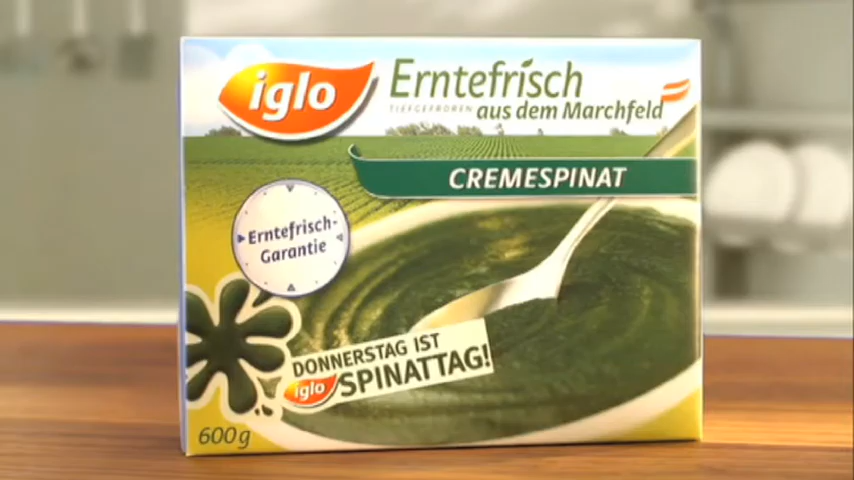 iglo
Erntefrisch
TIEFGEFROREN aus dem Marchfeld
CREMESPINAT
Erntefrisch-
Garantie
DONNERSTAG IST
iglo SPINATTAG!
600g